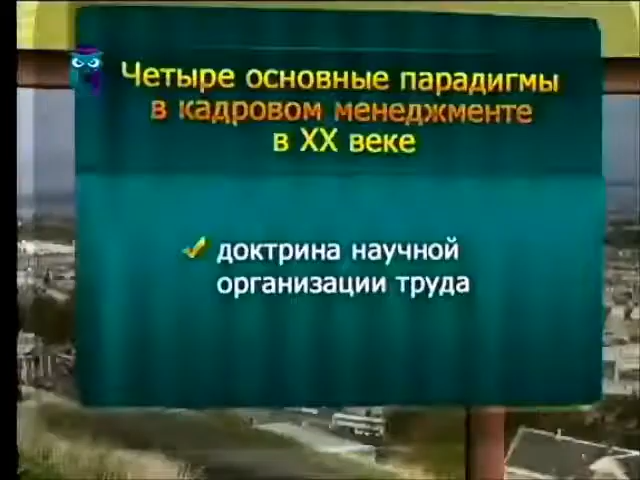 Четыре основные парадигмы
в кадровом менеджменте
в XX веке
доктрина научной
организации труда